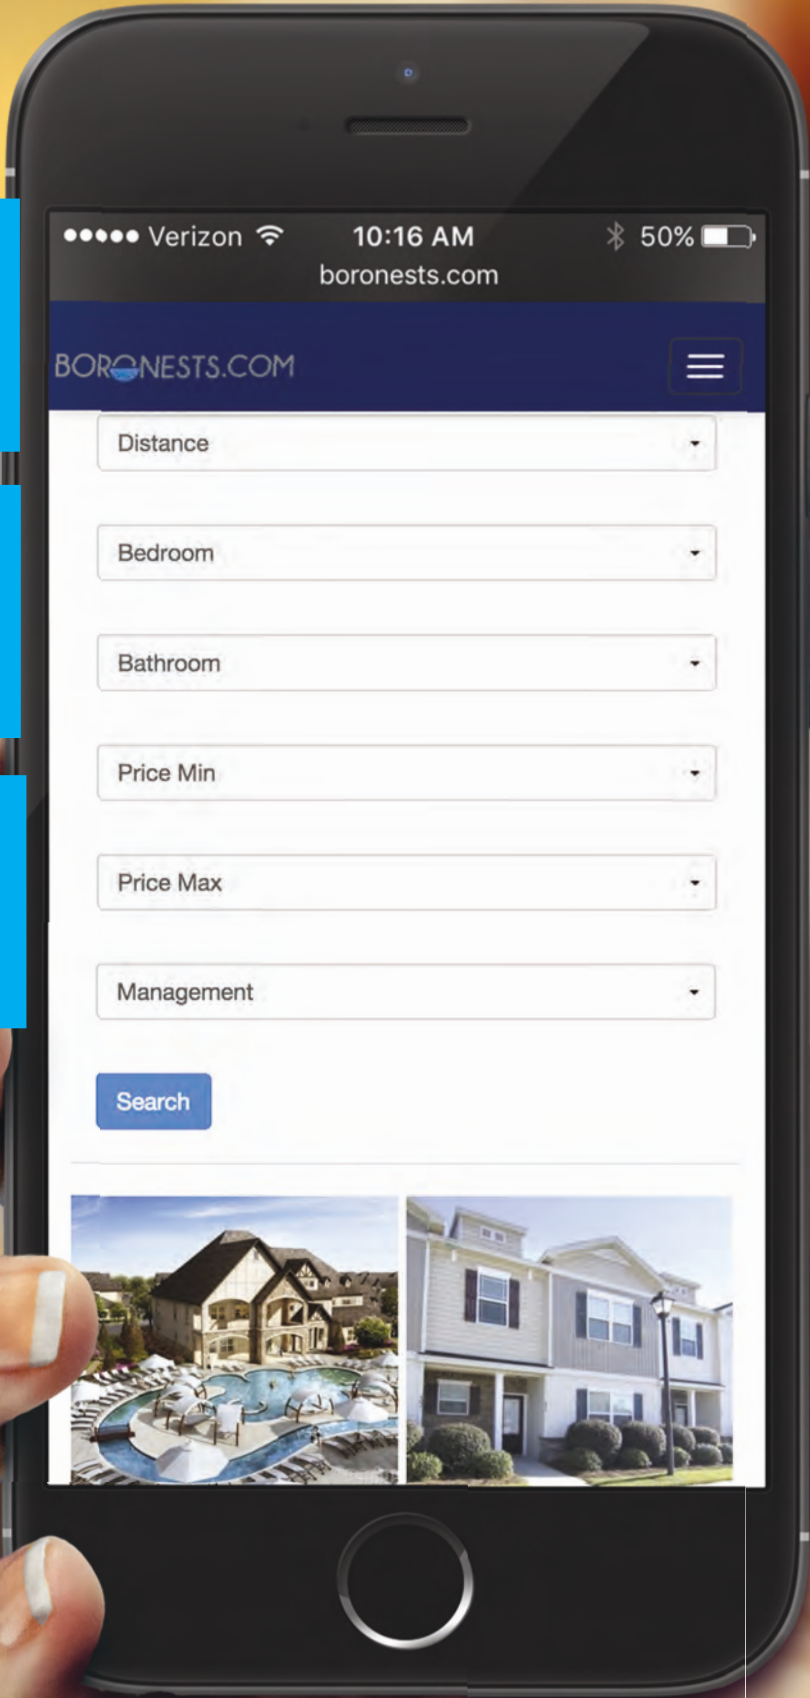 Verizon 10:16 AM 50%
boronests.com
BORONESTS.COM
Distance
Bedroom
Bathroom
Price Min
Price Max
Management
Search